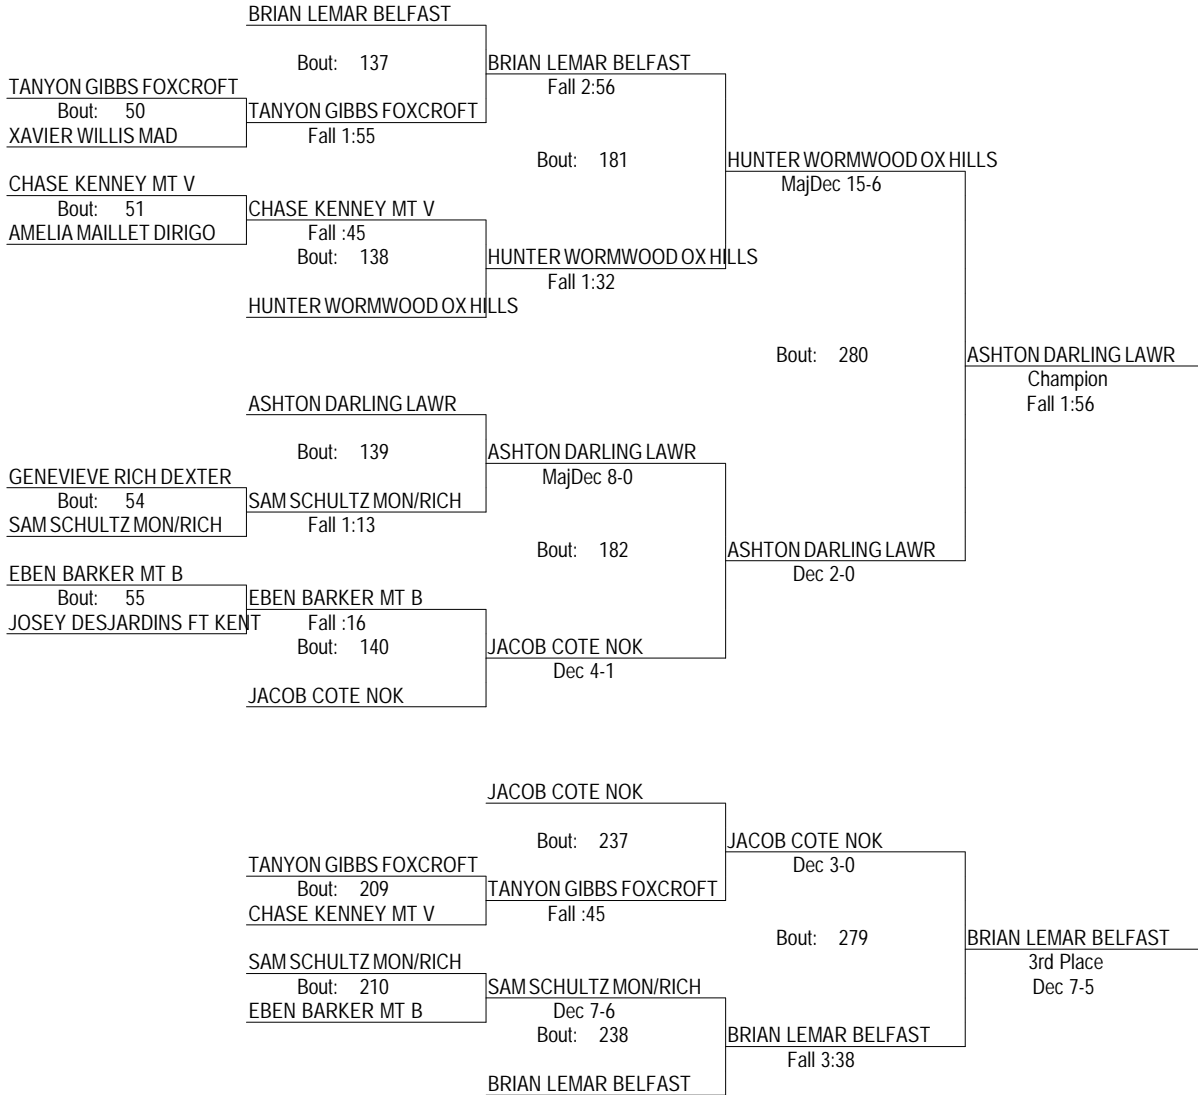 BRIAN LEMAR BELFAST
Bout: 137
BRIAN LEMAR BELFAST
Fall 2:56
TANYON GIBBS FOXCROFT
Bout: 50
XAVIER WILLIS MAD
TANYON GIBBS FOXCROFT
Fall 1:55
Bout: 181
HUNTER WORMWOOD OX HILLS
MajDec 15-6
CHASE KENNEY MT V
Bout: 51
AMELIA MAILLET DIRIGO
CHASE KENNEY MT V
Fall :45
Bout: 138
HUNTER WORMWOOD OX HILLS
Fall 1:32
HUNTER WORMWOOD OX HILLS
Bout: 280
ASHTON DARLING LAWR
Champion
Fall 1:56
ASHTON DARLING LAWR
Bout: 139
ASHTON DARLING LAWR
MajDec 8-0
GENEVIEVE RICH DEXTER
Bout: 54
SAM SCHULTZ MON/RICH
SAM SCHULTZ MON/RICH
Fall 1:13
Bout: 182
ASHTON DARLING LAWR
Dec 2-0
EBEN BARKER MT B
Bout: 55
JOSEY DESJARDINS FT KENT
EBEN BARKER MT B
Fall :16
Bout: 140
JACOB COTE NOK
Dec 4-1
JACOB COTE NOK
JACOB COTE NOK
Bout: 237
JACOB COTE NOK
Dec 3-0
TANYON GIBBS FOXCROFT
Bout: 209
CHASE KENNEY MT V
TANYON GIBBS FOXCROFT
Fall :45
Bout: 279
BRIAN LEMAR BELFAST
3rd Place
Dec 7-5
SAM SCHULTZ MON/RICH
Bout: 210
EBEN BARKER MT B
SAM SCHULTZ MON/RICH
Dec 7-6
Bout: 238
BRIAN LEMAR BELFAST
Fall 3:38
BRIAN LEMAR BELFAST